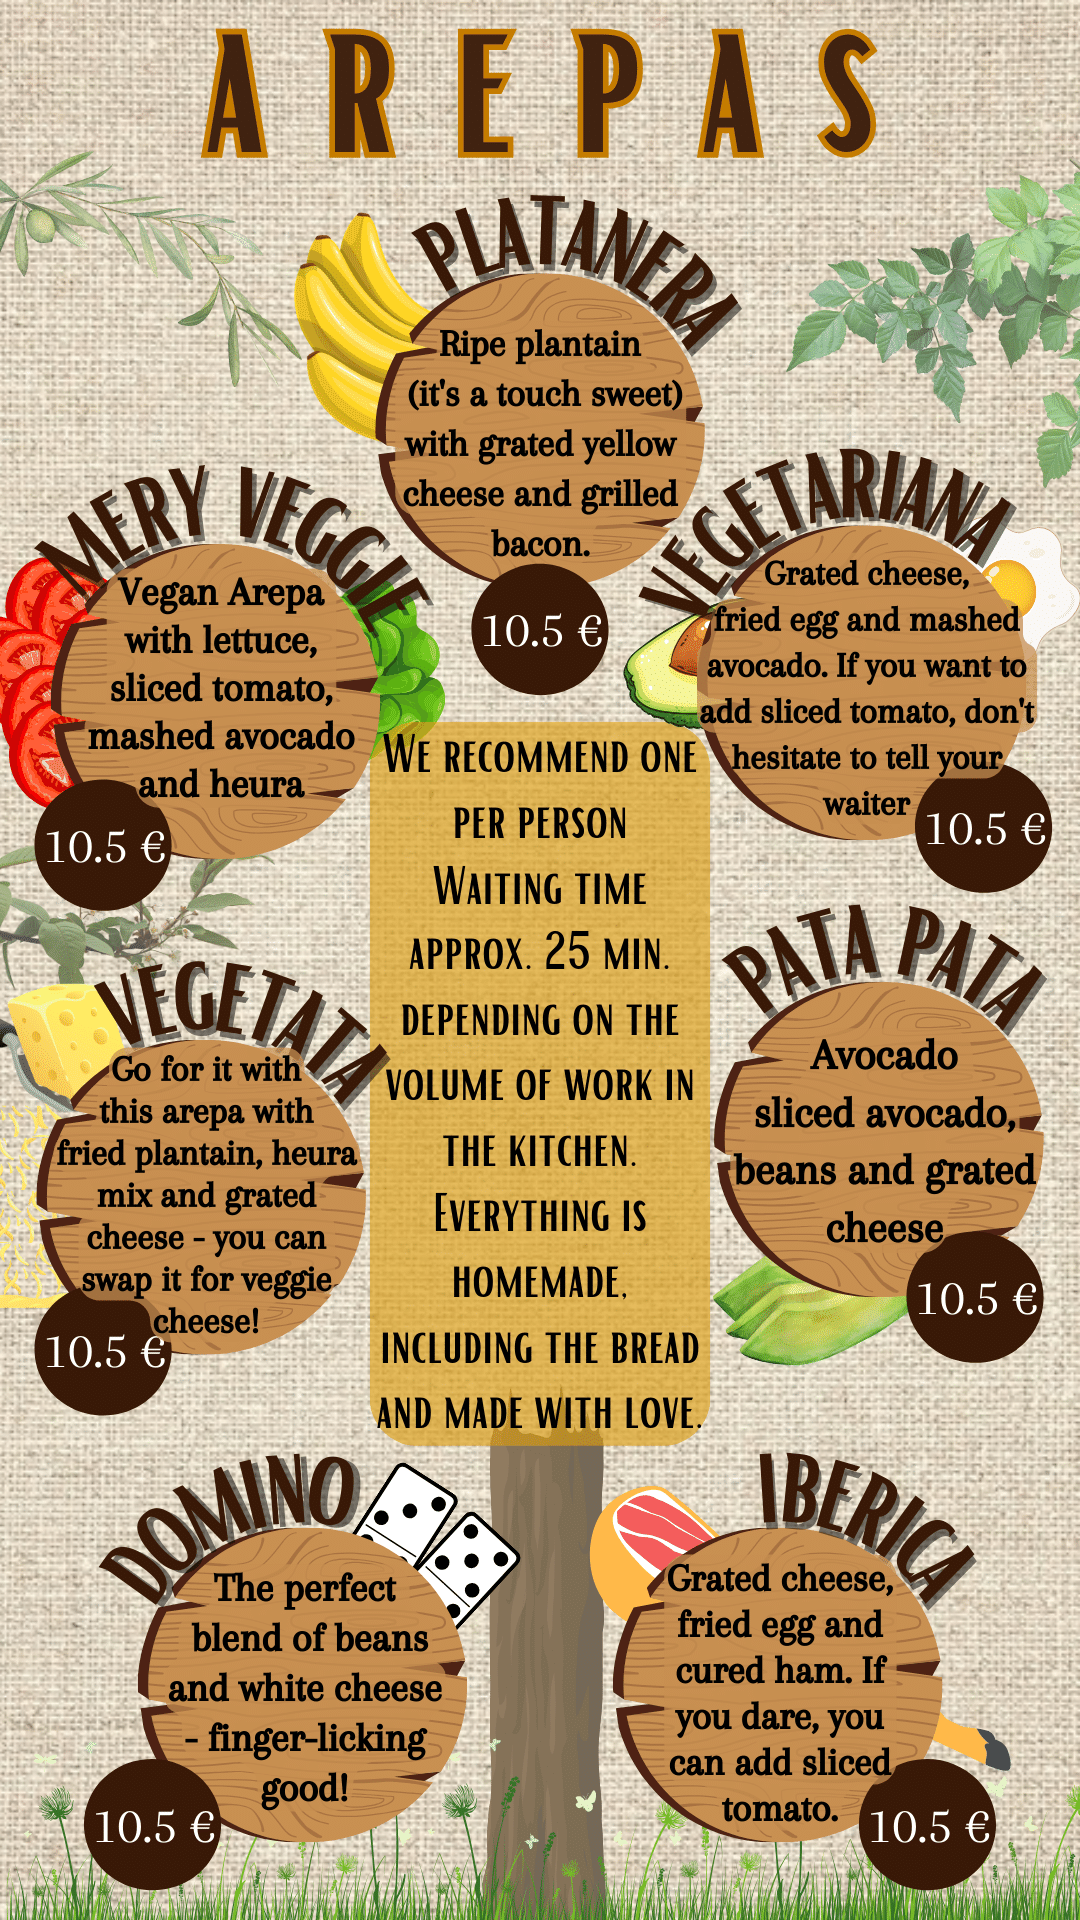 AREPAS
PLATANERA
Ripe plantain
(it's a touch sweet)
with grated yellow
cheese and grilled
bacon.
10.5 €
MERY VEGGIE
Vegan Arepa
with lettuce,
sliced tomato,
mashed avocado
and heura
10.5 €
VEGETARIANA
Grated cheese,
fried egg and mashed
avocado. If you want to
add sliced tomato, don't
hesitate to tell your
waiter
10.5 €
We recommend one
per person
Waiting time
approx. 25 min.
depending on the
volume of work in
the kitchen.
Everything is
homemade,
including the bread
and made with love.
VEGETATA
Go for it with
this arepa with
fried plantain, heura
mix and grated
cheese - you can
swap it for veggie
cheese!
10.5 €
PATA PATA
Avocado
sliced avocado,
beans and grated
cheese
10.5 €
DOMINO
The perfect
blend of beans
and white cheese
- finger-licking
good!
10.5 €
IBERICA
Grated cheese,
fried egg and
cured ham. If
you dare, you
can add sliced
tomato.
10.5 €